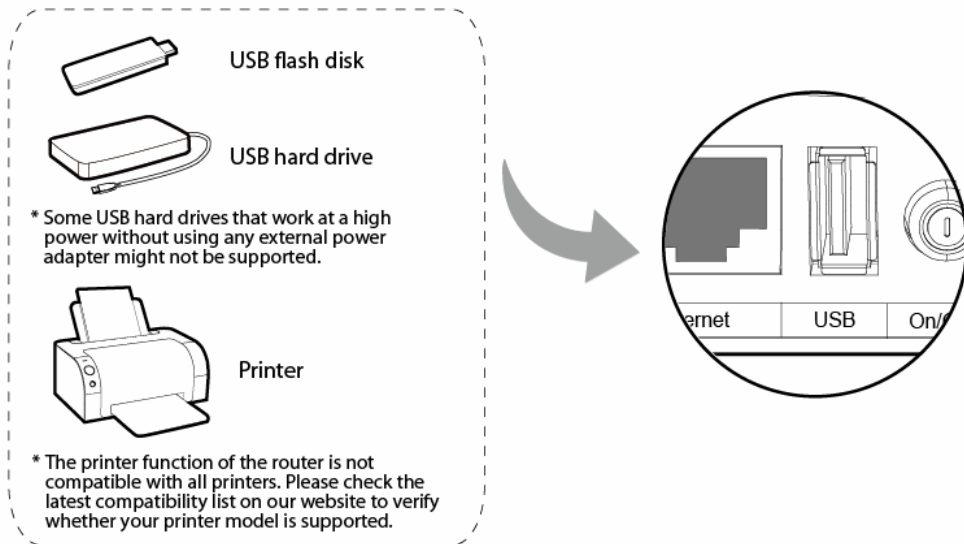 USB flash disk
USB hard drive
* Some USB hard drives that work at a high
power without using any external power
adapter might not be supported.
Printer
* The printer function of the router is not
compatible with all printers. Please check the
latest compatibility list on our website to verify
whether your printer model is supported.
ernet
USB
On/